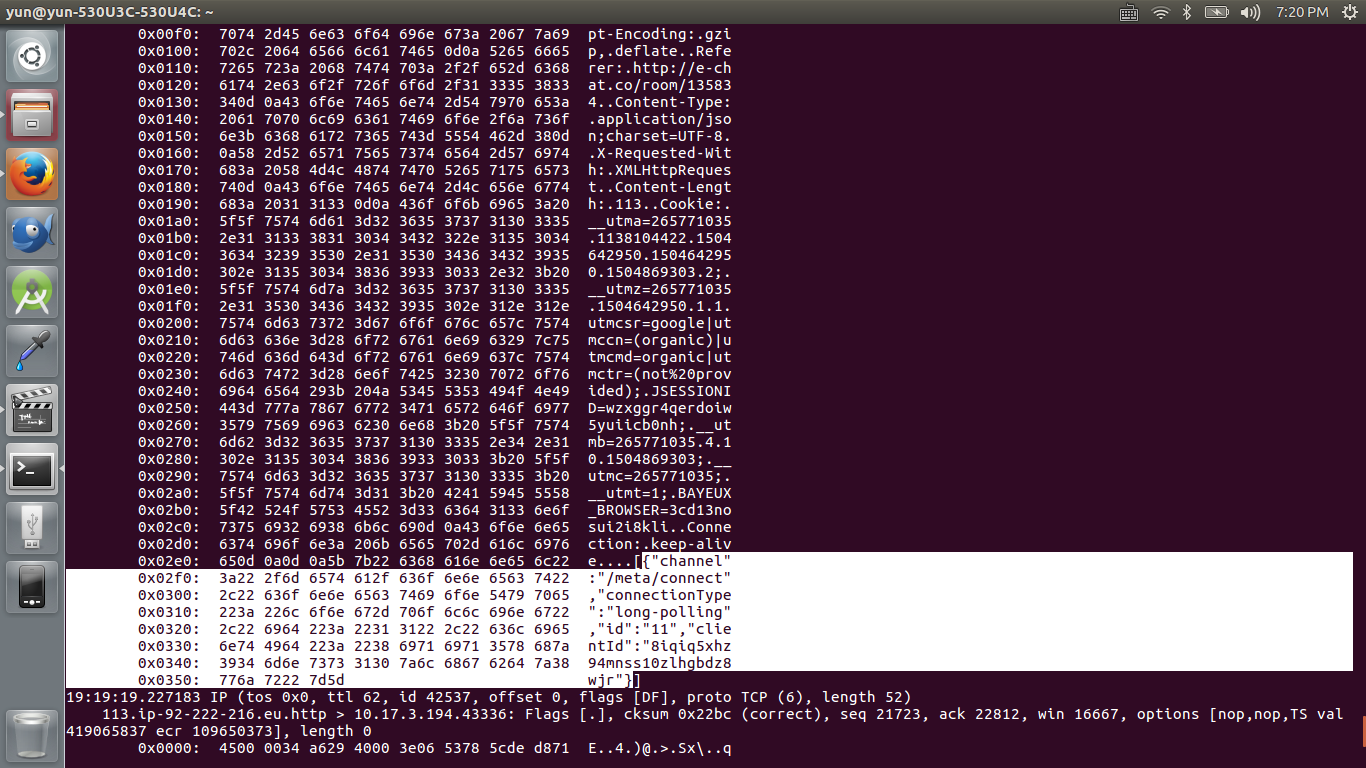 yun@yun-530U3C-530U4C: ~
7:20 PM
0x00f0: 7074 2d45 6e63 6f64 696e 673a 2067 7a69 pt-Encoding:.gzi
0x0100: 702c 2064 6566 6c61 7465 0d0a 5265 6665 p,.deflate..Refe
0x0110: 7265 723a 2068 7474 703a 2f2f 652d 6368 rer:.http://e-ch
0x0120: 6174 2e63 6f2f 726f 6f6d 2f31 3335 3833 at.co/room/13583
0x0130: 340d 0a43 6f6e 7465 6e74 2d54 7970 653a 4..Content-Type:
0x0140: 2061 7070 6c69 6361 7469 6f6e 2f6a 736f .application/jso
0x0150: 6e3b 6368 6172 7365 743d 5554 462d 380d n;charset=UTF-8.
0x0160: 0a58 2d52 6571 7565 7374 6564 2d57 6974 .X-Requested-Wit
0x0170: 683a 2058 4d4c 4874 7470 5265 7175 6573 h:.XMLHttpReques
0x0180: 740d 0a43 6f6e 7465 6e74 2d4c 656e 6774 t..Content-Lengt
0x0190: 683a 2031 3133 0d0a 436f 6f6b 6965 3a20 h:.113..Cookie:.
0x01a0: 5f5f 7574 6d61 3d32 3635 3737 3130 3335 __utma=265771035
0x01b0: 2e31 3133 3831 3034 3432 322e 3135 3034 .1138104422.1504
0x01c0: 3634 3239 3530 2e31 3530 3436 3432 3935 642950.150464295
0x01d0: 302e 3135 3034 3836 3933 3033 2e32 3b20 0.1504869303.2;.
0x01e0: 5f5f 7574 6d7a 3d32 3635 3737 3130 3335 __utmz=265771035
0x01f0: 2e31 3530 3436 3432 3935 302e 312e 312e .1504642950.1.1.
0x0200: 7574 6d63 7372 3d67 6f6f 676c 657c 7574 utmcsr=google|ut
0x0210: 6d63 636e 3d28 6f72 6761 6e69 6329 7c75 mccn=(organic)|u
0x0220: 746d 636d 643d 6f72 6761 6e69 637c 7574 tmcmd=organic|ut
0x0230: 6d63 7472 3d28 6e6f 7425 3230 7072 6f76 mctr=(not%20prov
0x0240: 6964 6564 293b 204a 5345 5353 494f 4e49 ided);.JSESSIONI
0x0250: 443d 777a 7867 6772 3471 6572 646f 6977 D=wzxggr4qerdoiw
0x0260: 3579 7569 6963 6230 6e68 3b20 5f5f 7574 5yuiicb0nh;.__ut
0x0270: 6d62 3d32 3635 3737 3130 3335 2e34 2e31 mb=265771035.4.1
0x0280: 302e 3135 3034 3836 3933 3033 3b20 5f5f 0.1504869303;.__
0x0290: 7574 6d63 3d32 3635 3737 3130 3335 3b20 utmc=265771035;.
0x02a0: 5f5f 7574 6d74 3d31 3b20 4241 5945 5558 __utmt=1;.BAYEUX
0x02b0: 5f42 524f 5753 4552 3d33 6364 3133 6e6f _BROWSER=3cd13no
0x02c0: 7375 6932 6938 6b6c 690d 0a43 6f6e 6e65 sui2i8kli..Conne
0x02d0: 6374 696f 6e3a 206b 6565 702d 616c 6976 ction:.keep-aliv
0x02e0: 650d 0a0d 0a5b 7b22 6368 616e 6e65 6c22 e....[{"channel"
0x02f0: 3a22 2f6d 6574 612f 636f 6e6e 6563 7422 :"/meta/connect"
0x0300: 2c22 636f 6e6e 6563 7469 6f6e 5479 7065 ,"connectionType
0x0310: 223a 226c 6f6e 672d 706f 6c6c 696e 6722 ":"long-polling"
0x0320: 2c22 6964 223a 2231 3122 2c22 636c 6965 ,"id":"11","clie
0x0330: 6e74 4964 223a 2238 6971 6971 3578 687a ntId":"8iqiq5xhz
0x0340: 3934 6d6e 7373 3130 7a6c 6867 6264 7a38 94mnss10zlhgbdz8
0x0350: 776a 7222 7d5d wjr"}]
19:19:19.227183 IP (tos 0x0, ttl 62, id 42537, offset 0, flags [DF], proto TCP (6), length 52)
113.ip-92-222-216.eu.http > 10.17.3.194.43336: Flags [.], cksum 0x22bc (correct), seq 21723, ack 22812, win 16667, options [nop,nop,TS val
419065837 ecr 109650373], length 0
0x0000: 4500 0034 a629 4000 3e06 5378 5cde d871 E..4.)@.>.Sx\..q